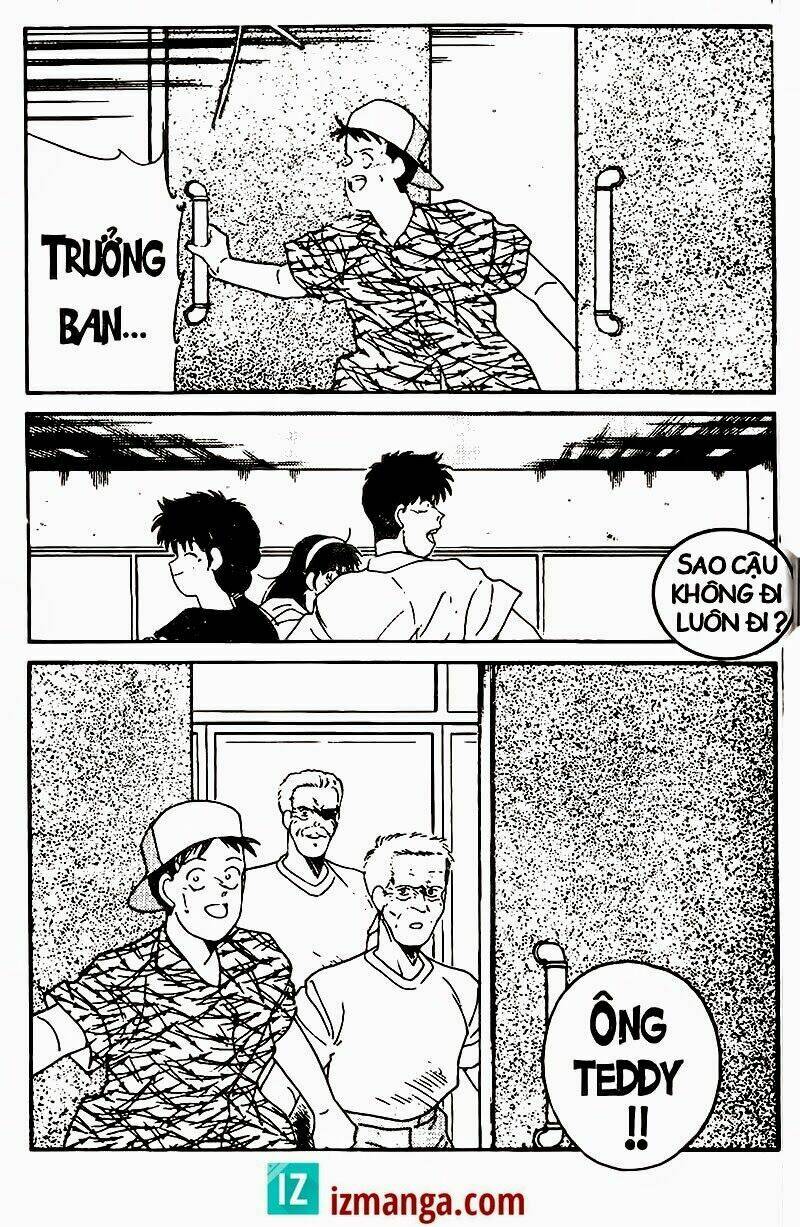 TRƯỞNG
BAN...
SAO CẬU
KHÔNG ĐI
LUÔN ĐI?
ÔNG
TEDDY
!!
IZ
izmanga.com